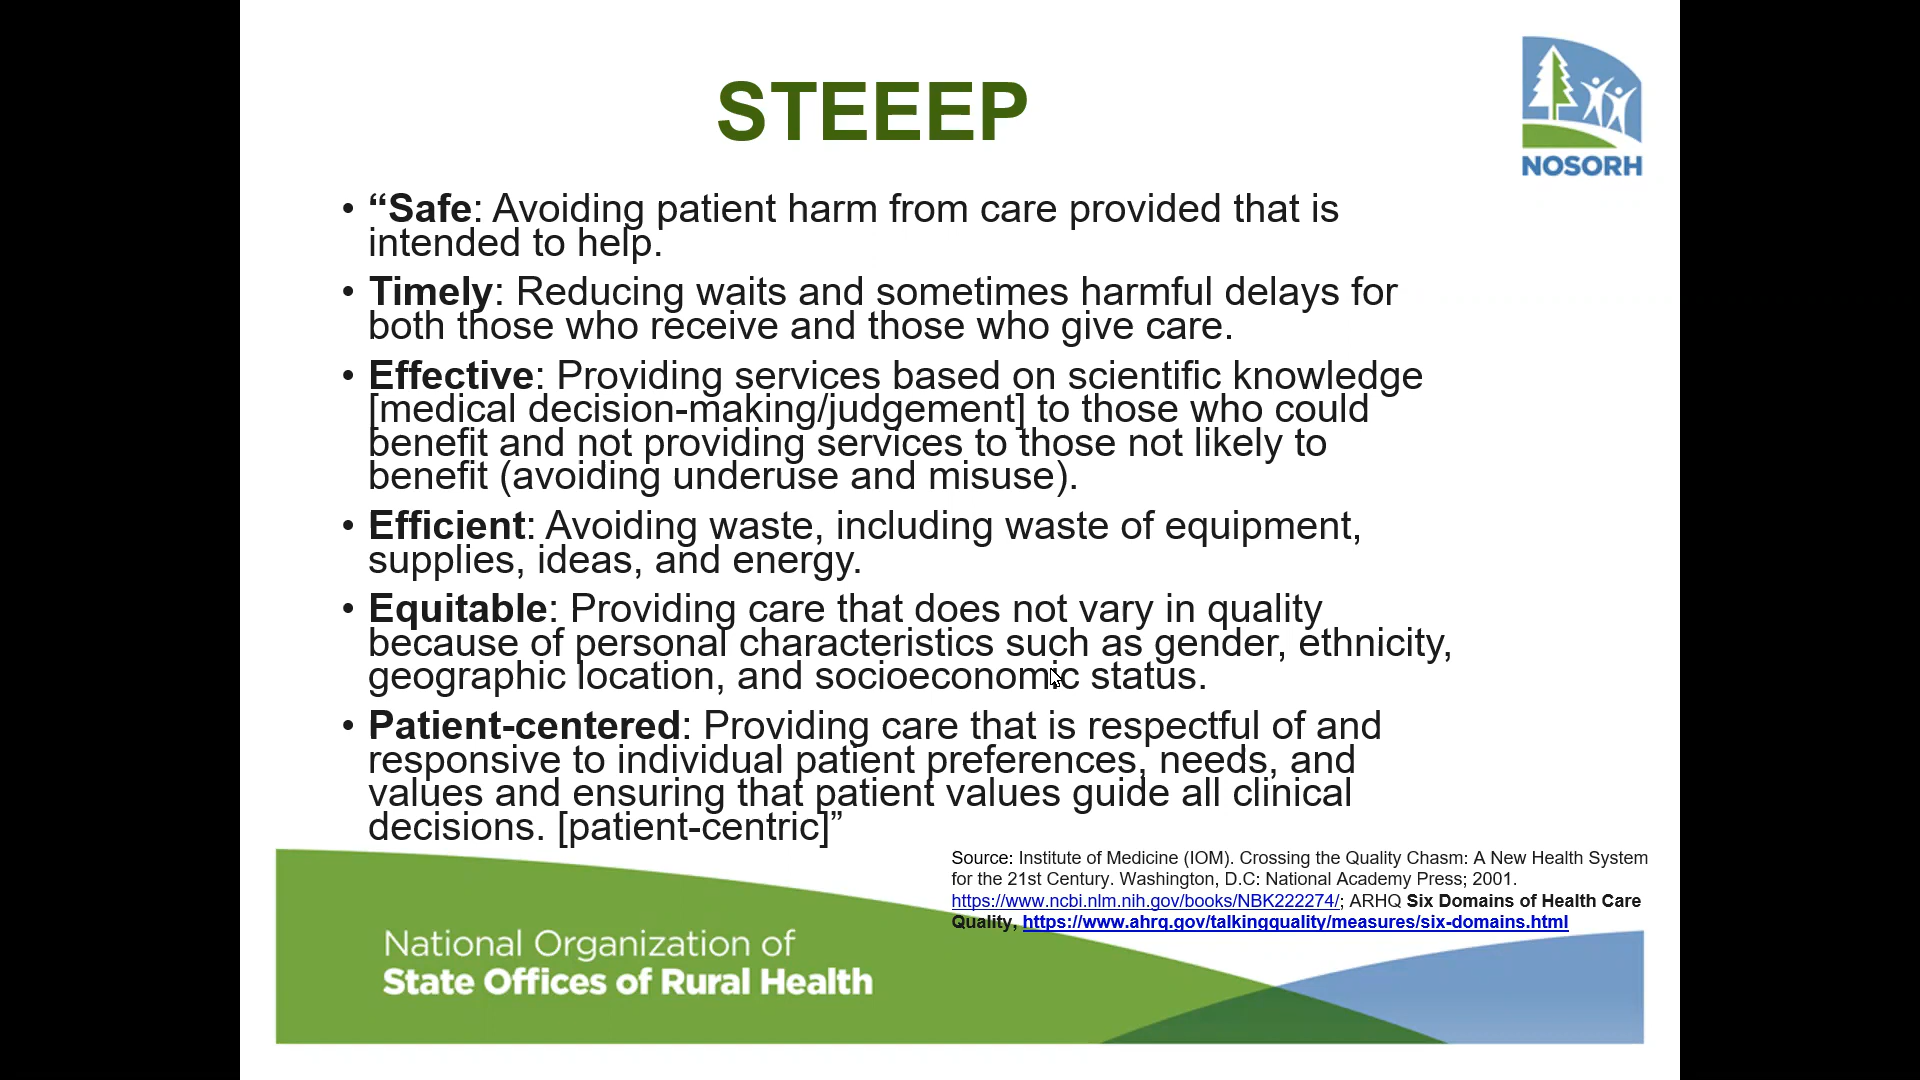 STEEEP
NOSORH
• “Safe: Avoiding patient harm from care provided that is
intended to help.
• Timely: Reducing waits and sometimes harmful delays for
both those who receive and those who give care.
• Effective: Providing services based on scientific knowledge
[medical decision-making/judgement] to those who could
benefit and not providing services to those not likely to
benefit (avoiding underuse and misuse).
• Efficient: Avoiding waste, including waste of equipment,
supplies, ideas, and energy.
• Equitable: Providing care that does not vary in quality
because of personal characteristics such as gender, ethnicity,
geographic location, and socioeconomic status.
• Patient-centered: Providing care that is respectful of and
responsive to individual patient preferences, needs, and
values and ensuring that patient values guide all clinical
decisions. [patient-centric]”
Source: Institute of Medicine (IOM). Crossing the Quality Chasm: A New Health System
for the 21st Century. Washington, D.C: National Academy Press; 2001.
https://www.ncbi.nlm.nih.gov/books/NBK222274/; ARHQ Six Domains of Health Care
Quality, https://www.ahrq.gov/talkingquality/measures/six-domains.html
National Organization of
State Offices of Rural Health